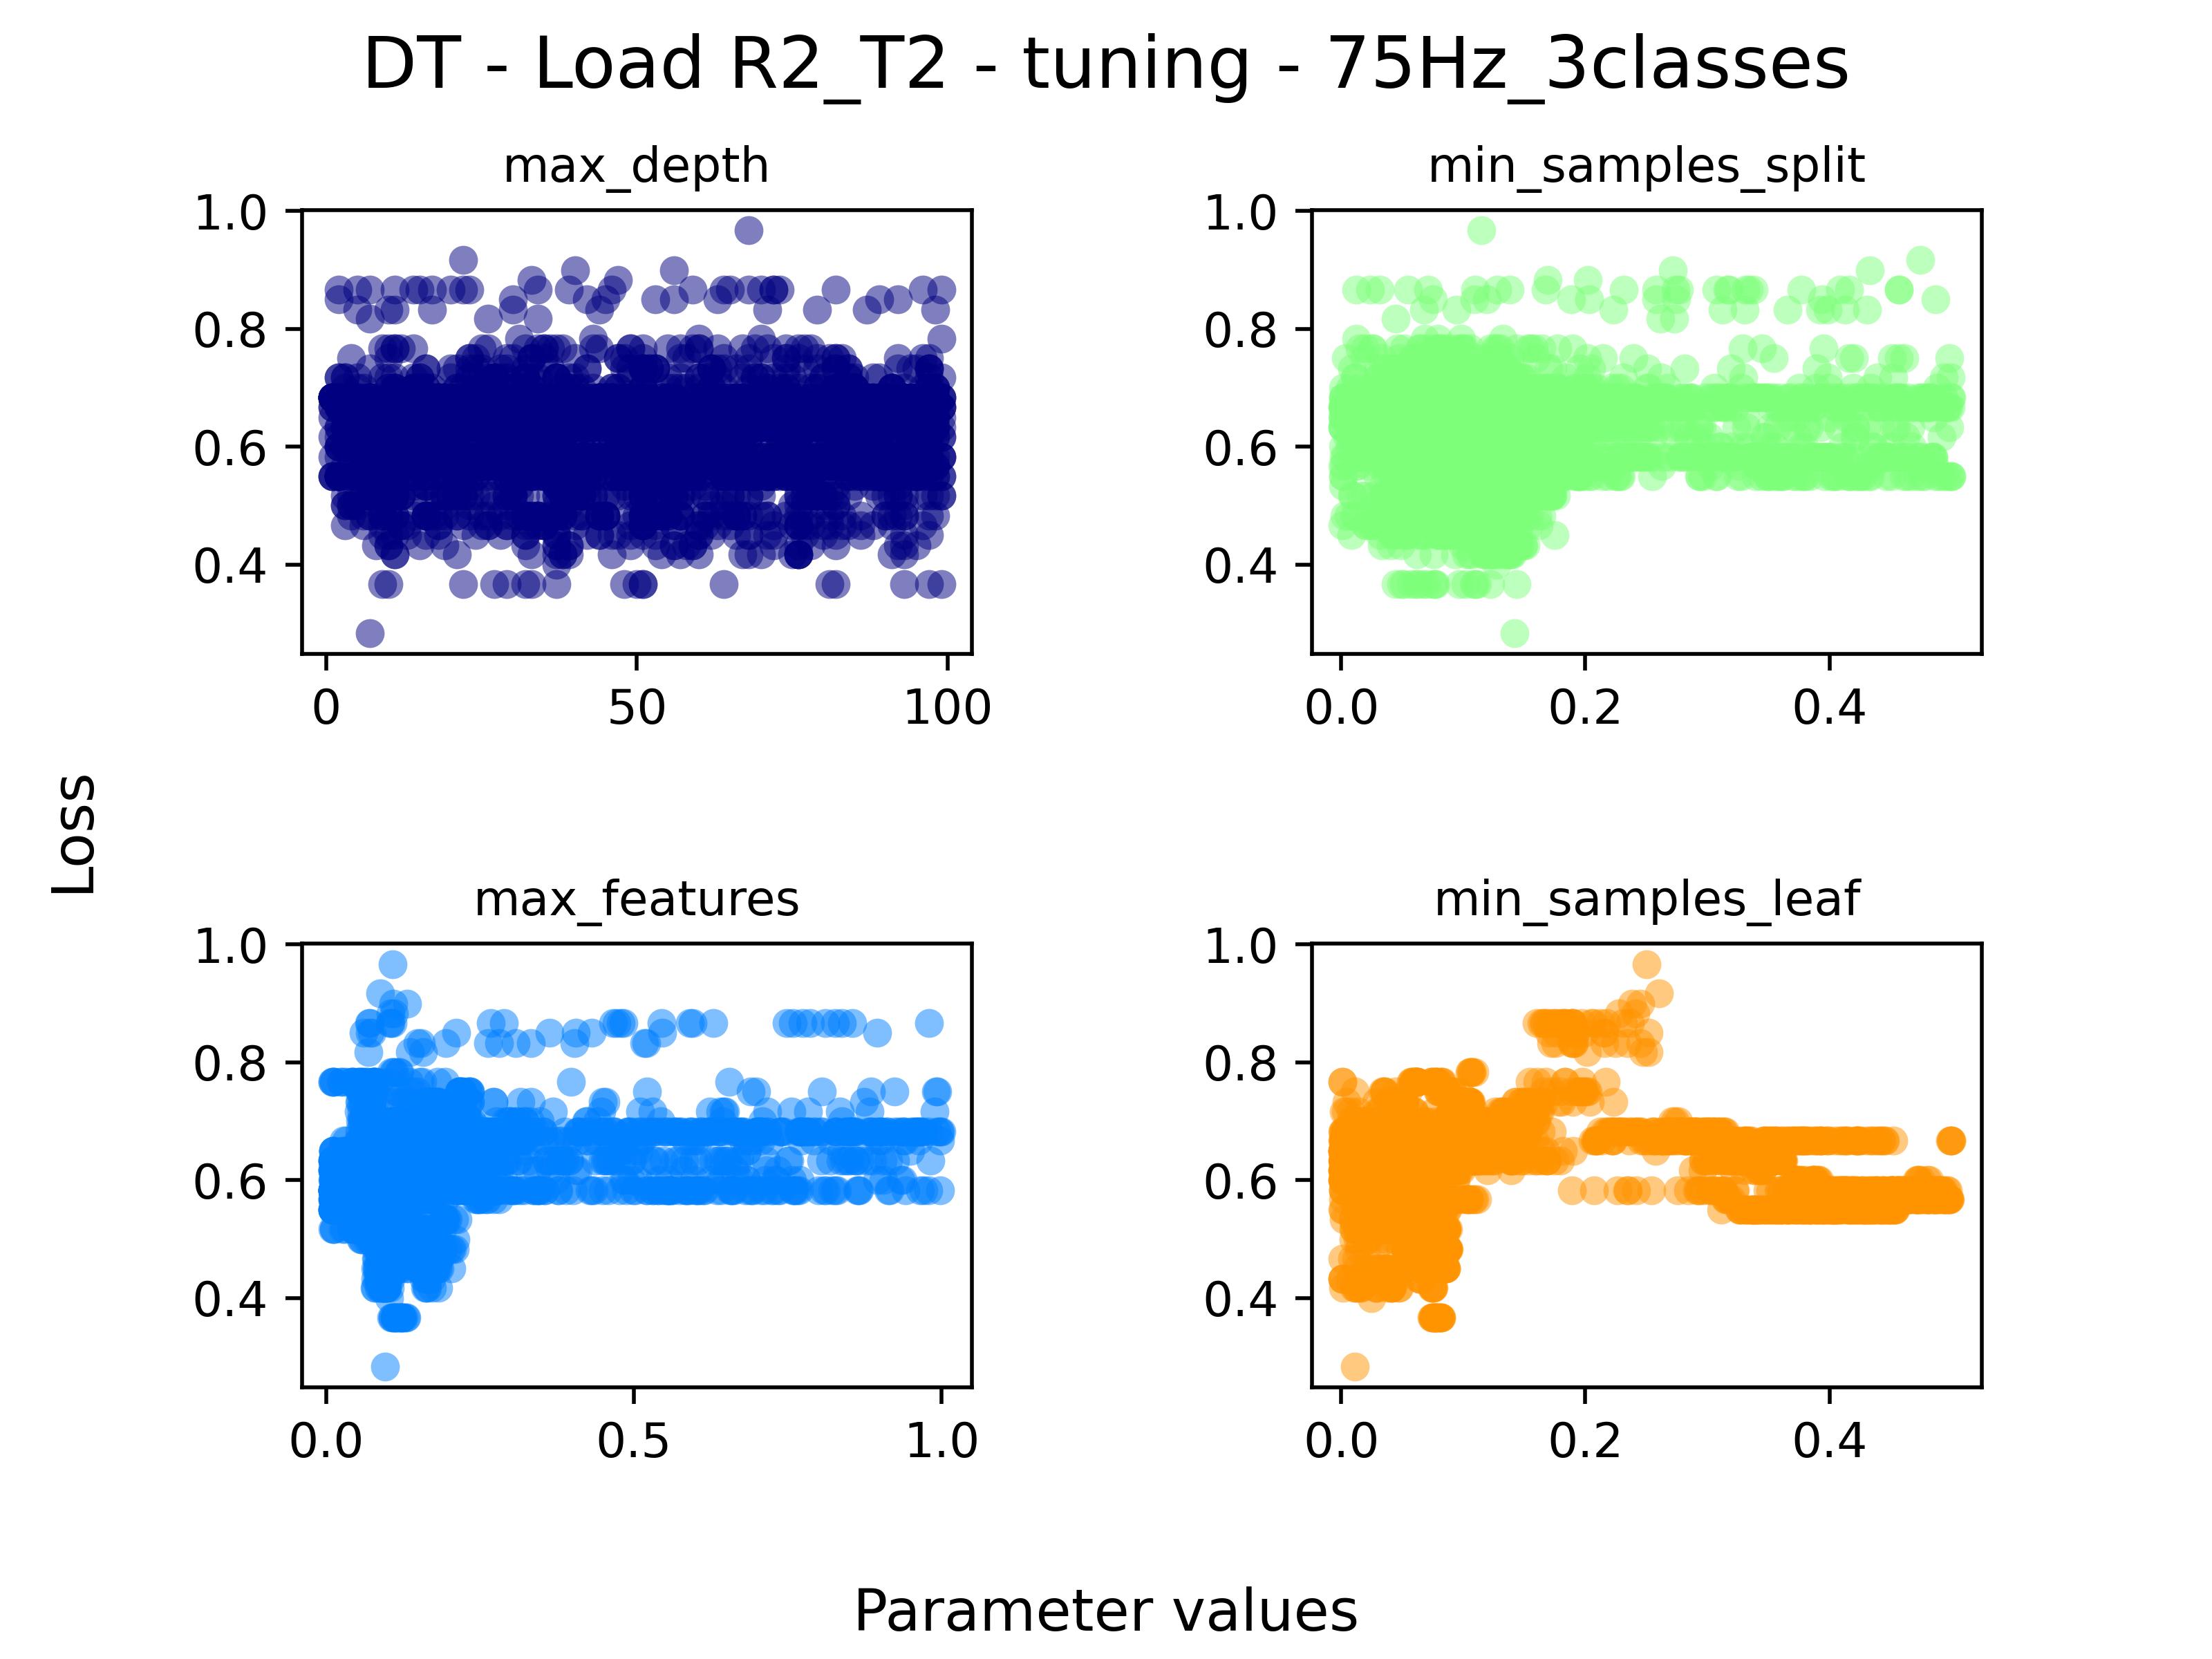 DT - Load R2_T2 - tuning - 75Hz_3classes
max_depth
1.0
0.8
0.6
0.4
0 50 100
min_samples_split
1.0
0.8
0.6
0.4
0.0 0.2 0.4
Loss
max_features
1.0
0.8
0.6
0.4
0.0 0.5 1.0
min_samples_leaf
1.0
0.8
0.6
0.4
0.0 0.2 0.4
Parameter values